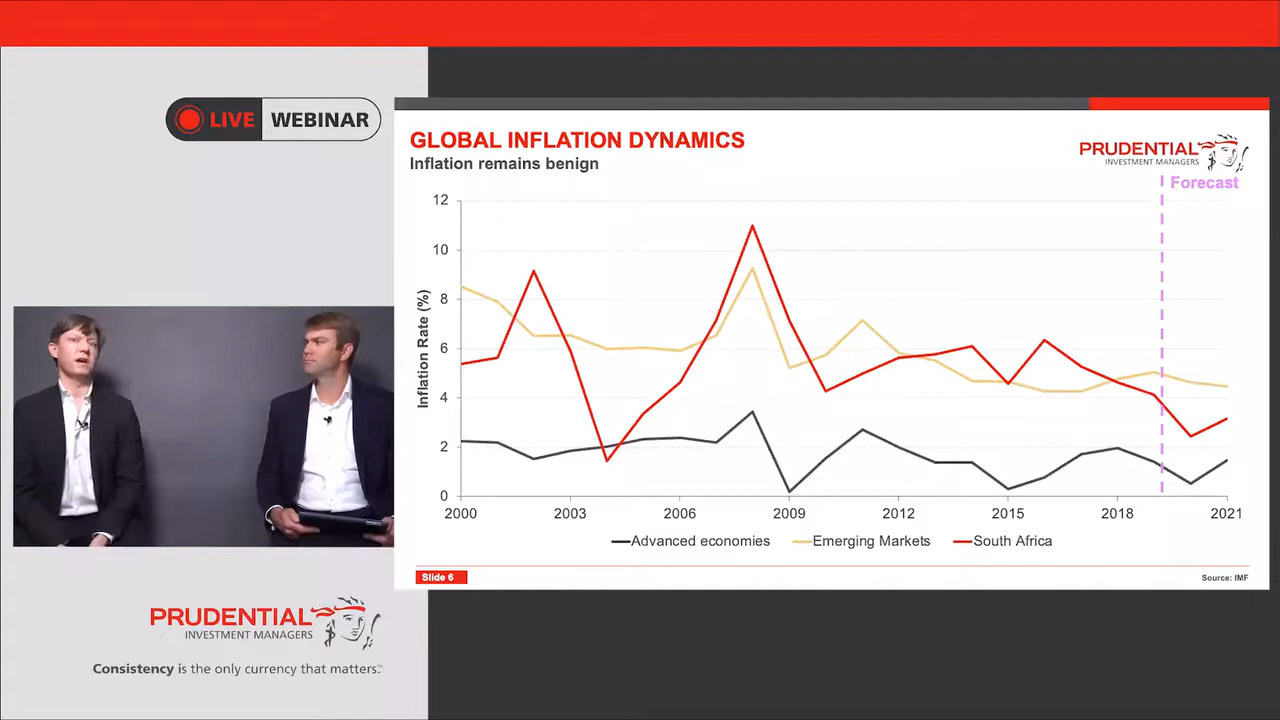 LIVE WEBINAR
GLOBAL INFLATION DYNAMICS
Inflation remains benign
PRUDENTIAL
INVESTMENT MANAGERS
Forecast
Inflation Rate (%)
12
10
8
6
4
2
0
2000 2003 2006 2009 2012 2015 2018 2021
Advanced economies Emerging Markets South Africa
Slide 6
Source: IMF
PRUDENTIAL
INVESTMENT MANAGERS
Consistency is the only currency that matters.